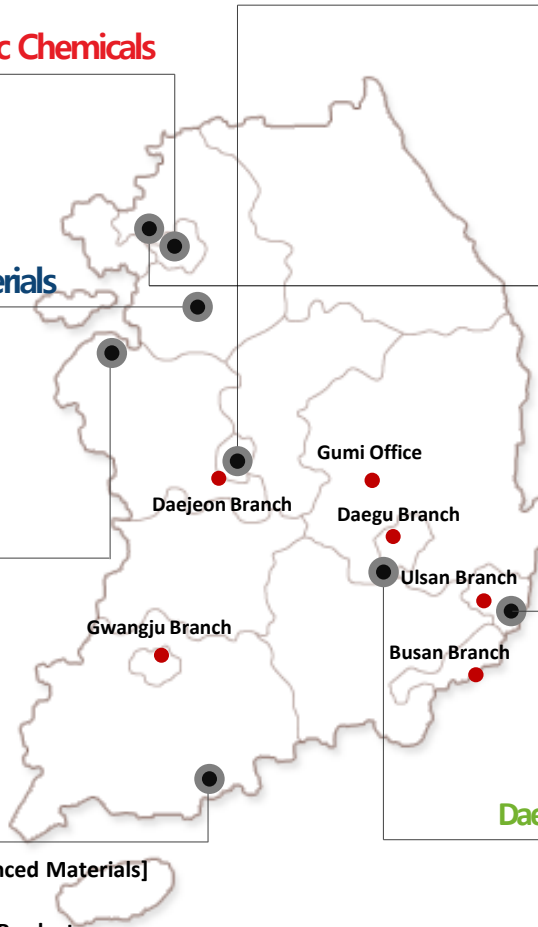 c Chemicals
erials
Gumi Office
Daejeon Branch
Daegu Branch
Ulsan Branch
Gwangju Branch
Busan Branch
Dae
nced Materials]